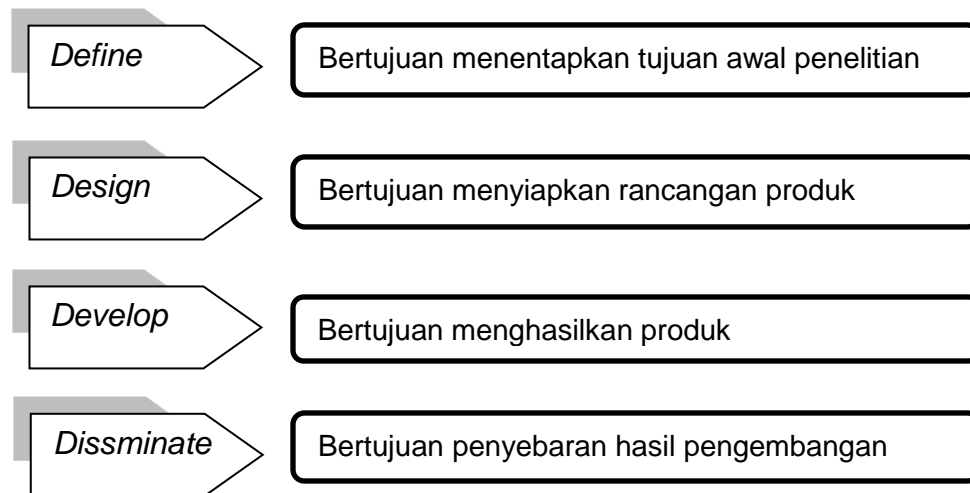 Define
Bertujuan menentapkan tujuan awal penelitian
Design
Bertujuan menyiapkan rancangan produk
Develop
Bertujuan menghasilkan produk
Dissminate
Bertujuan penyebaran hasil pengembangan